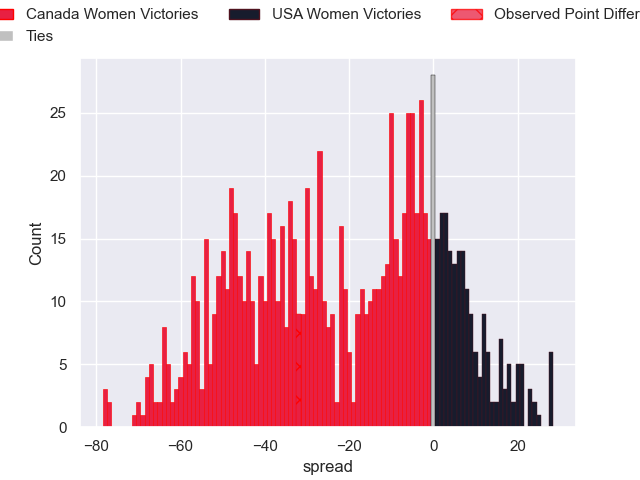 Canada Women Victories USA Women Victories Observed Point Differ
Ties
25
20
15
10
5
0
Count
−80 −60 −40 −20 0 20
spread